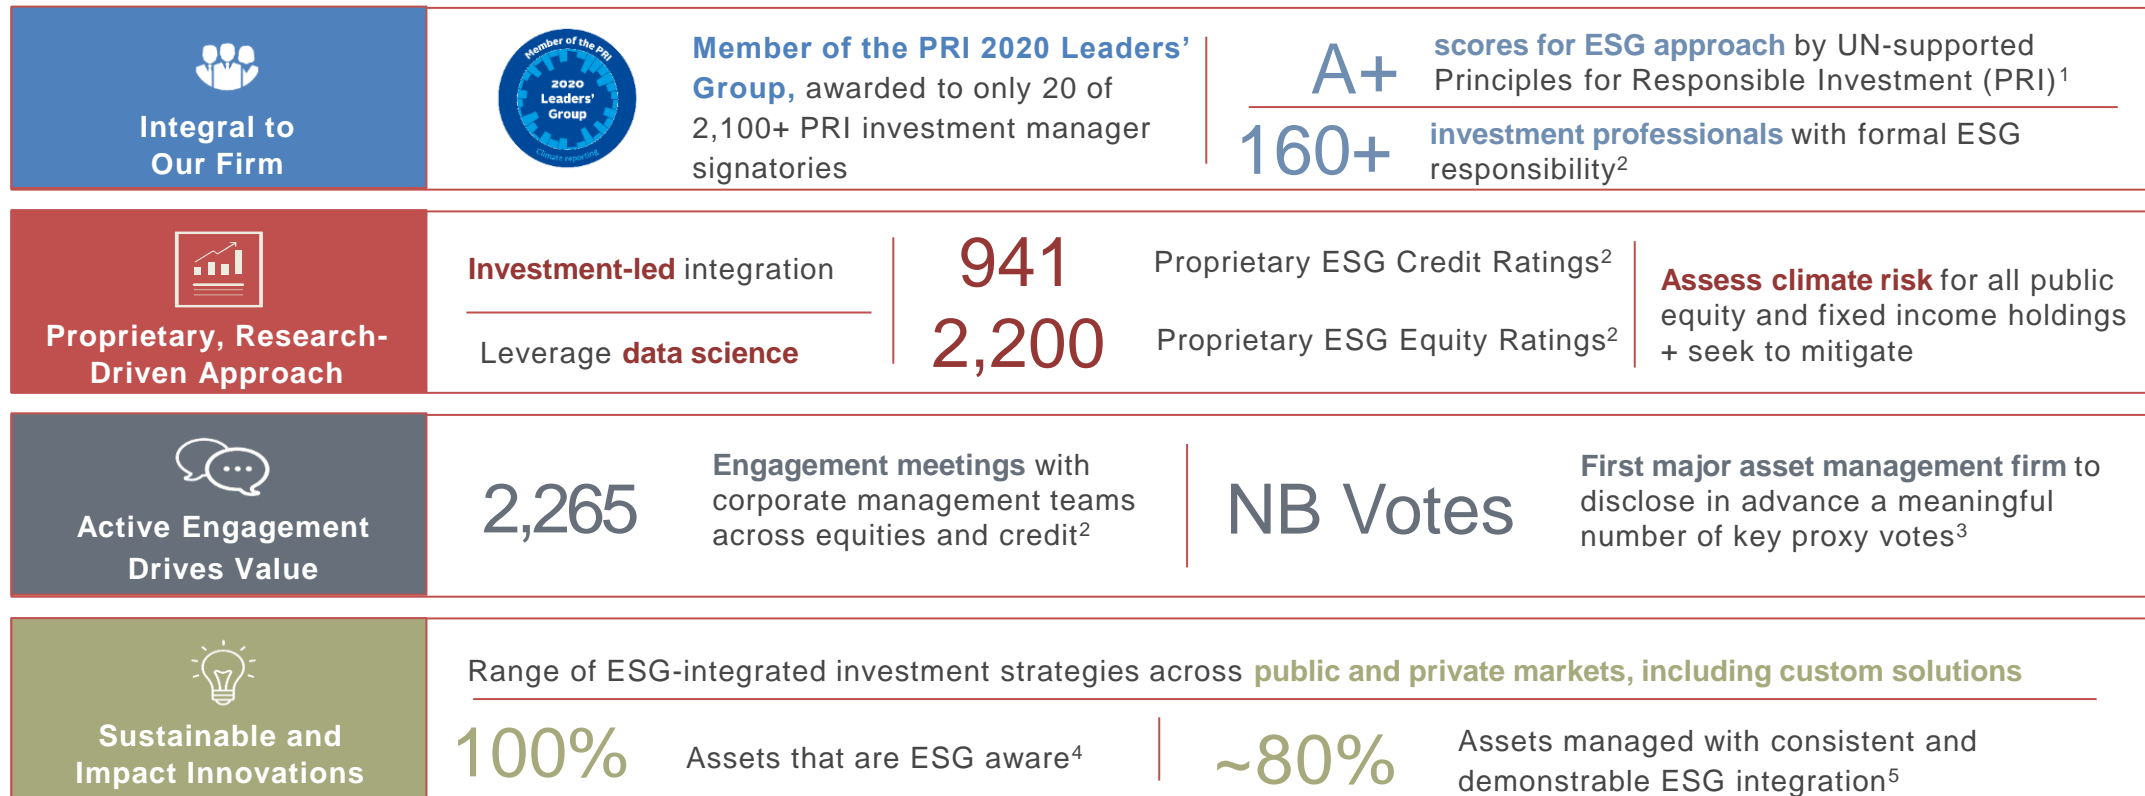 Integral to
Our Firm
Member of the PRI
2020
Leaders'
Group
Climate reporting
Member of the PRI 2020 Leaders’
Group, awarded to only 20 of
2,100+ PRI investment manager
signatories
A+
scores for ESG approach by UN-supported
Principles for Responsible Investment (PRI)¹
160+
investment professionals with formal ESG
responsibility²
Proprietary, Research-
Driven Approach
Investment-led integration
Leverage data science
941
Proprietary ESG Credit Ratings²
2,200
Proprietary ESG Equity Ratings²
Assess climate risk for all public
equity and fixed income holdings
+ seek to mitigate
Active Engagement
Drives Value
2,265
Engagement meetings with
corporate management teams
across equities and credit²
NB Votes
First major asset management firm to
disclose in advance a meaningful
number of key proxy votes³
Sustainable and
Impact Innovations
Range of ESG-integrated investment strategies across public and private markets, including custom solutions
100%
Assets that are ESG aware⁴
~80%
Assets managed with consistent and
demonstrable ESG integration⁵